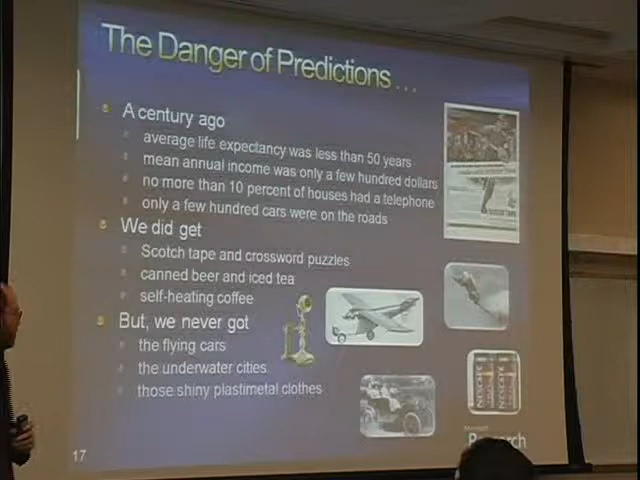 The Danger of Predictions...
A century ago
average life expectancy was less than 50 years
mean annual income was only a few hundred dollars
no more than 10 percent of houses had a telephone
only a few hundred cars were on the roads
We did get
Scotch tape and crossword puzzles
canned beer and iced tea
self-heating coffee
But, we never got
the flying cars
the underwater cities
those shiny plastimetal clothes
NESCAFE NESCAFE
Microsoft
Research
17